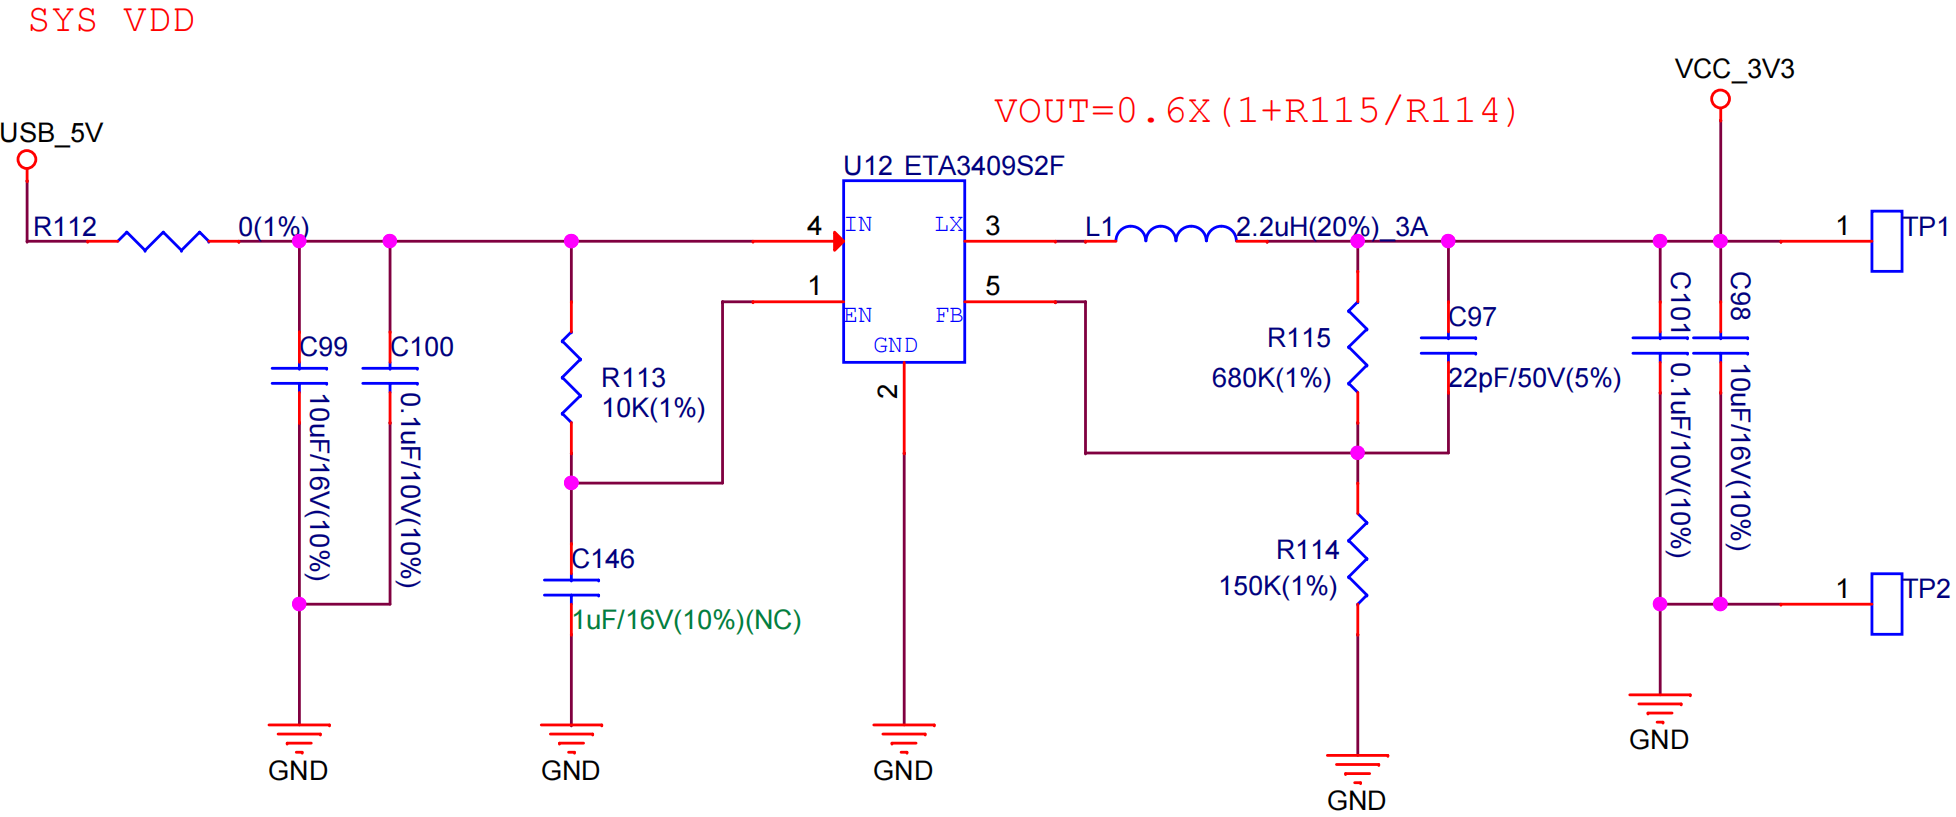 SYS VDD
VCC_3V3
VOUT=0.6X(1+R115/R114)
USB_5V
U12 ETA3409S2F
R112
0(1%)
4
IN
LX
3
L1
2.2uH(20%)_3A
1
TP1
1
EN
FB
5
GND
2
C99
10uF/16V(10%)
C100
0.1uF/10V(10%)
R113
10K(1%)
R115
680K(1%)
C97
22pF/50V(5%)
C101
0.1uF/10V(10%)
C98
10uF/16V(10%)
C146
1uF/16V(10%)(NC)
R114
150K(1%)
1
TP2
GND
GND
GND
GND
GND